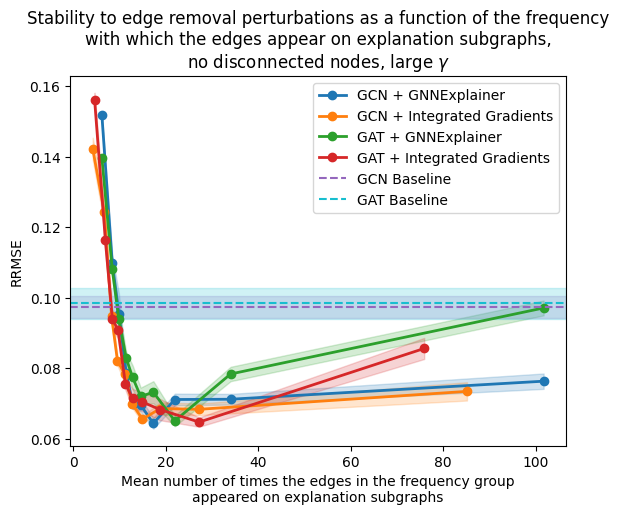 Stability to edge removal perturbations as a function of the frequency
with which the edges appear on explanation subgraphs,
no disconnected nodes, large γ
0.16
0.14
0.12
0.10
0.08
0.06
RRMSE
GCN + GNNExplainer
GCN + Integrated Gradients
GAT + GNNExplainer
GAT + Integrated Gradients
GCN Baseline
GAT Baseline
0
20
40
60
80
100
Mean number of times the edges in the frequency group
appeared on explanation subgraphs